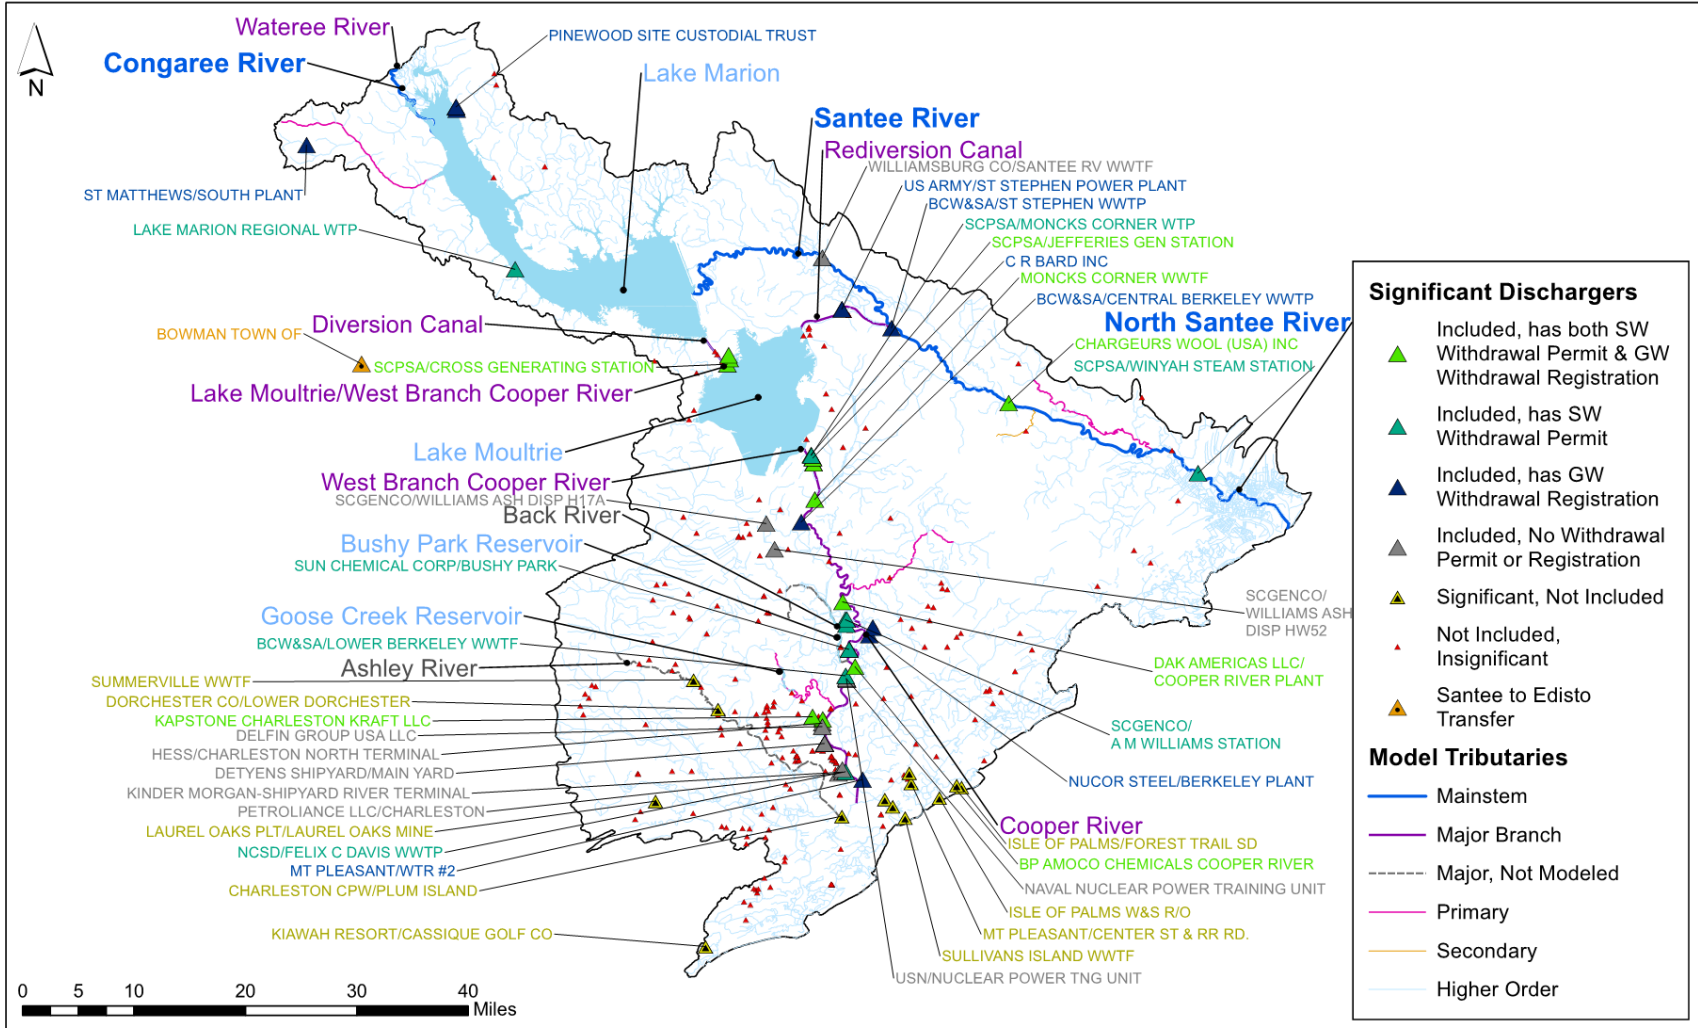 Wateree River
PINEWOOD SITE CUSTODIAL TRUST
Congaree River
Lake Marion
N
Santee River
Rediversion Canal
WILLIAMSBURG CO/SANTEE RV WWTF
US ARMY/ST STEPHEN POWER PLANT
ST MATTHEWS/SOUTH PLANT
BCW&SA/ST STEPHEN WWTP
SCPSA/MONCKS CORNER WTP
LAKE MARION REGIONAL WTP
SCPSA/JEFFERIES GEN STATION
C R BARD INC
MONCKS CORNER WWTF
BCW&SA/CENTRAL BERKELEY WWTP
Diversion Canal
North Santee River
BOWMAN TOWN OF
CHARGEURS WOOL (USA) INC
SCPSA/CROSS GENERATING STATION
SCPSA/WINYAH STEAM STATION
Lake Moultrie/West Branch Cooper River
Lake Moultrie
West Branch Cooper River
SCGENCO/WILLIAMS ASH DISP H17A
Back River
Bushy Park Reservoir
SUN CHEMICAL CORP/BUSHY PARK
SCGENCO/
WILLIAMS ASH
DISP HW52
Goose Creek Reservoir
BCW&SA/LOWER BERKELEY WWTF
Ashley River
DAK AMERICAS LLC/
COOPER RIVER PLANT
SUMMERVILLE WWTF
DORCHESTER CO/LOWER DORCHESTER
KAPSTONE CHARLESTON KRAFT LLC
DELFIN GROUP USA LLC
SCGENCO/
A M WILLIAMS STATION
HESS/CHARLESTON NORTH TERMINAL
DETYENS SHIPYARD/MAIN YARD
NUCOR STEEL/BERKELEY PLANT
KINDER MORGAN-SHIPYARD RIVER TERMINAL
PETROLIANCE LLC/CHARLESTON
Cooper River
LAUREL OAKS PLT/LAUREL OAKS MINE
ISLE OF PALMS/FOREST TRAIL SD
NCSD/FELIX C DAVIS WWTP
BP AMOCO CHEMICALS COOPER RIVER
MT PLEASANT/WTR #2
CHARLESTON CPW/PLUM ISLAND
NAVAL NUCLEAR POWER TRAINING UNIT
ISLE OF PALMS W&S R/O
KIAWAH RESORT/CASSIQUE GOLF CO
MT PLEASANT/CENTER ST & RR RD.
SULLIVANS ISLAND WWTF
USN/NUCLEAR POWER TNG UNIT
0 5 10 20 30 40
Miles
Significant Dischargers
Included, has both SW
Withdrawal Permit & GW
Withdrawal Registration
Included, has SW
Withdrawal Permit
Included, has GW
Withdrawal Registration
Included, No Withdrawal
Permit or Registration
Significant, Not Included
Not Included,
Insignificant
Santee to Edisto
Transfer
Model Tributaries
Mainstem
Major Branch
Major, Not Modeled
Primary
Secondary
Higher Order